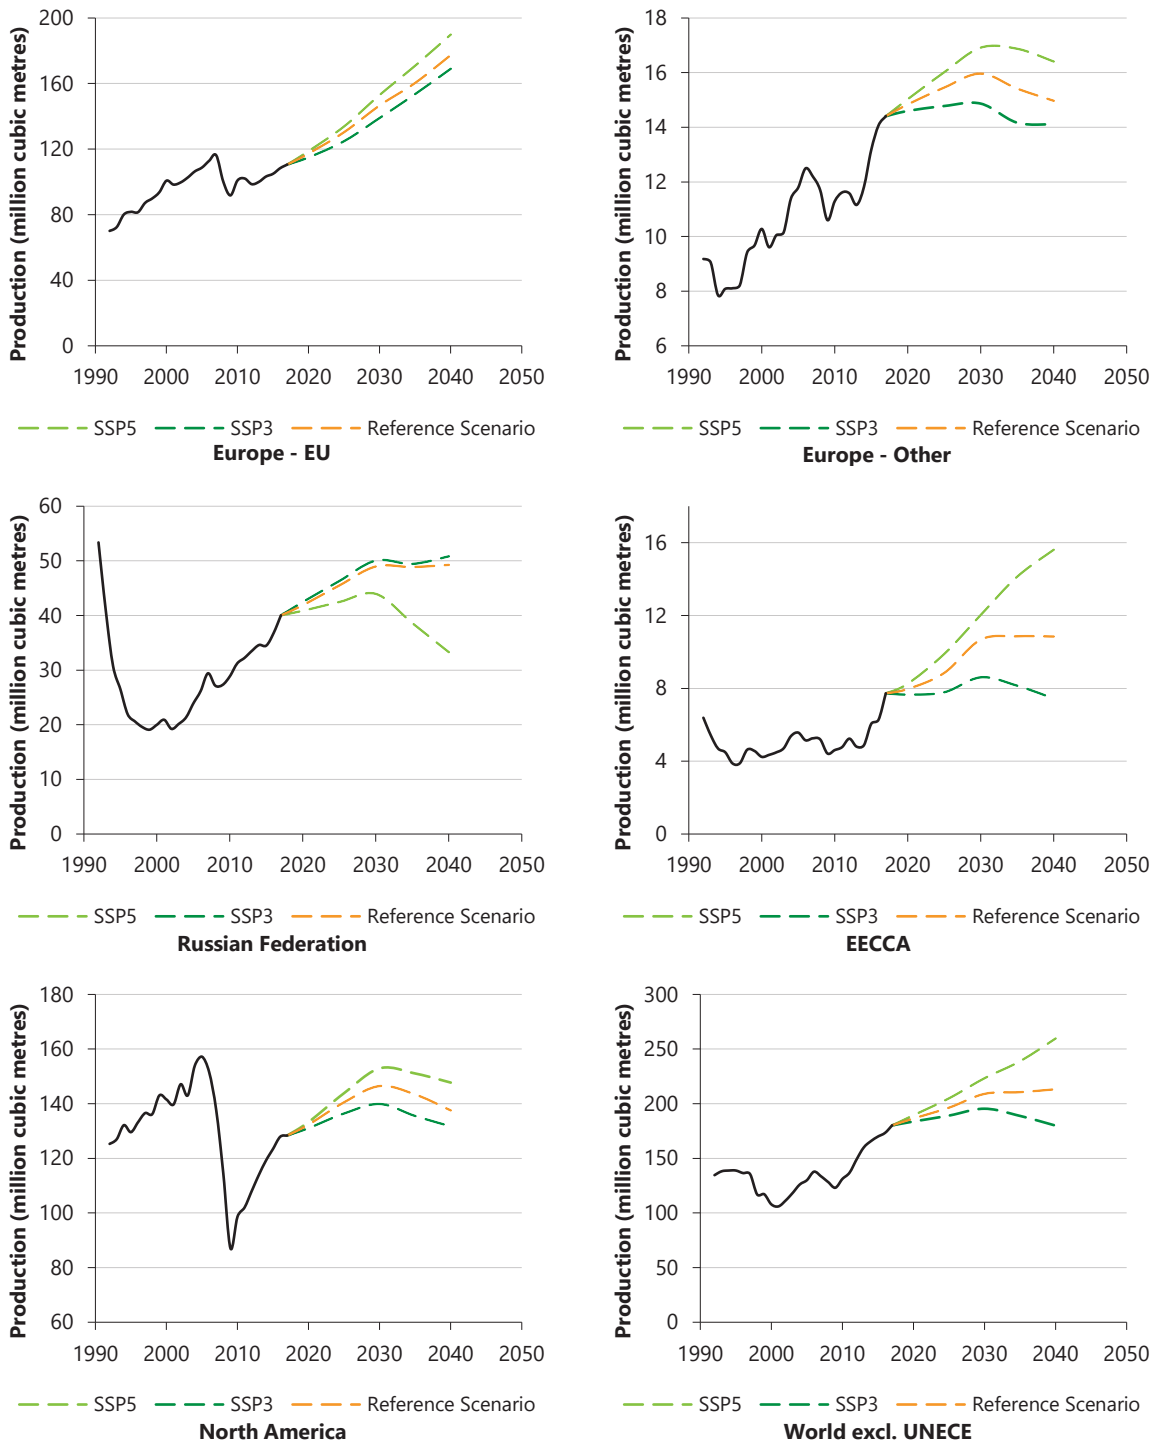 Production (million cubic metres)
200
160
120
80
40
0
1990 2000 2010 2020 2030 2040 2050
SSP5 SSP3 Reference Scenario
Europe - EU
Production (million cubic metres)
18
16
14
12
10
8
6
1990 2000 2010 2020 2030 2040 2050
SSP5 SSP3 Reference Scenario
Europe - Other
Production (million cubic metres)
60
50
40
30
20
10
0
1990 2000 2010 2020 2030 2040 2050
SSP5 SSP3 Reference Scenario
Russian Federation
Production (million cubic metres)
16
12
8
4
0
1990 2000 2010 2020 2030 2040 2050
SSP5 SSP3 Reference Scenario
EECCA
Production (million cubic metres)
180
160
140
120
100
80
60
1990 2000 2010 2020 2030 2040 2050
SSP5 SSP3 Reference Scenario
North America
Production (million cubic metres)
300
250
200
150
100
50
0
1990 2000 2010 2020 2030 2040 2050
SSP5 SSP3 Reference Scenario
World excl. UNECE